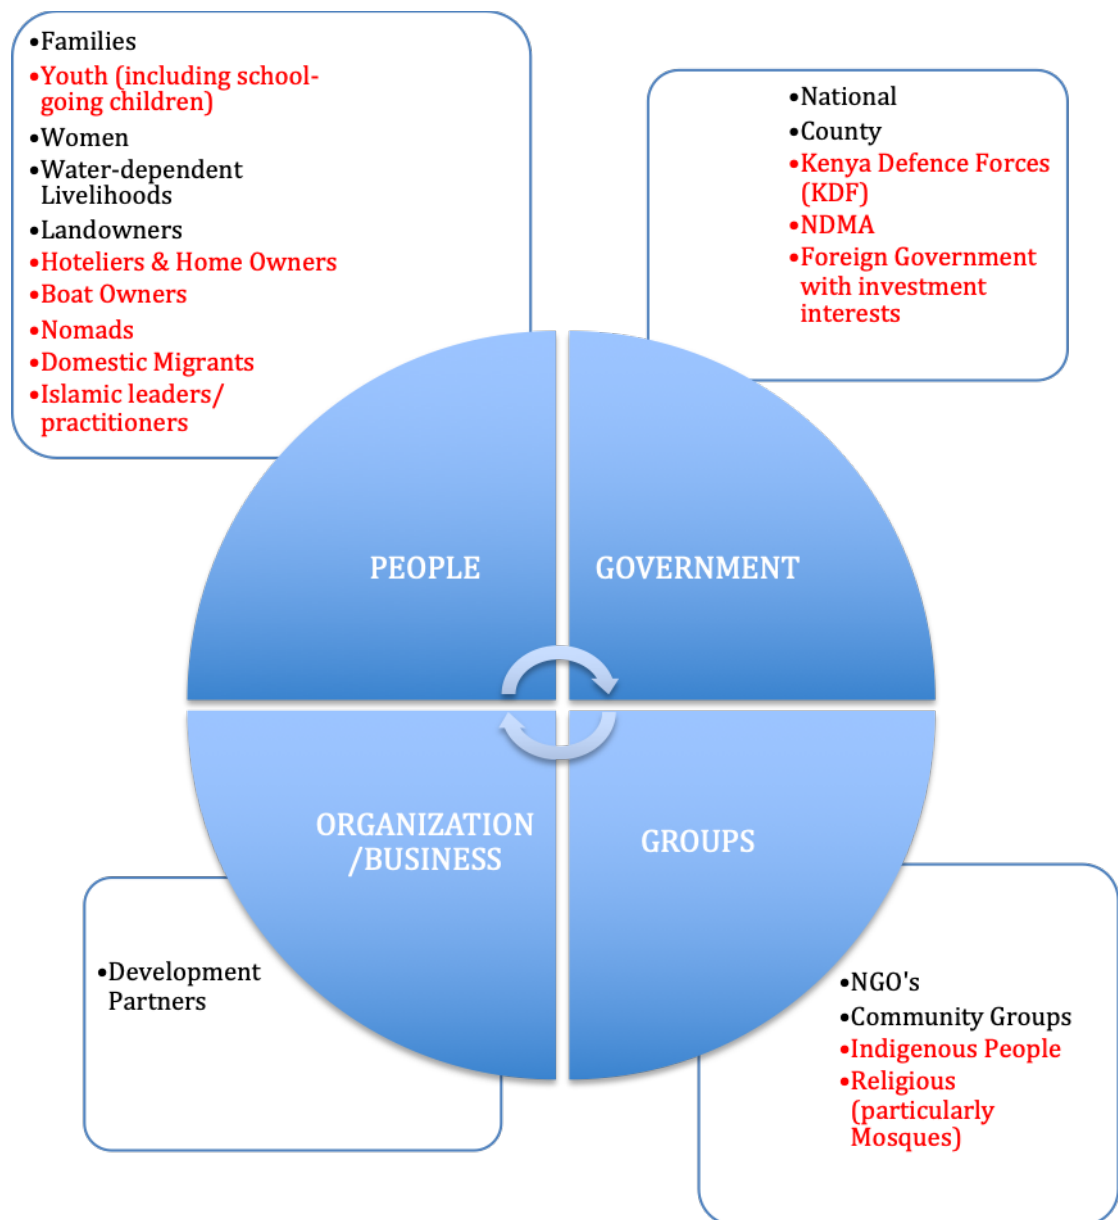 •Families
•Youth (including school-
going children)
•Women
•Water-dependent
Livelihoods
•Landowners
•Hoteliers & Home Owners
•Boat Owners
•Nomads
•Domestic Migrants
•Islamic leaders/
practitioners
•National
•County
•Kenya Defence Forces
(KDF)
•NDMA
•Foreign Government
with investment
interests
PEOPLE
GOVERNMENT
ORGANIZATION
/BUSINESS
GROUPS
•Development
Partners
•NGO's
•Community Groups
•Indigenous People
•Religious
(particularly
Mosques)